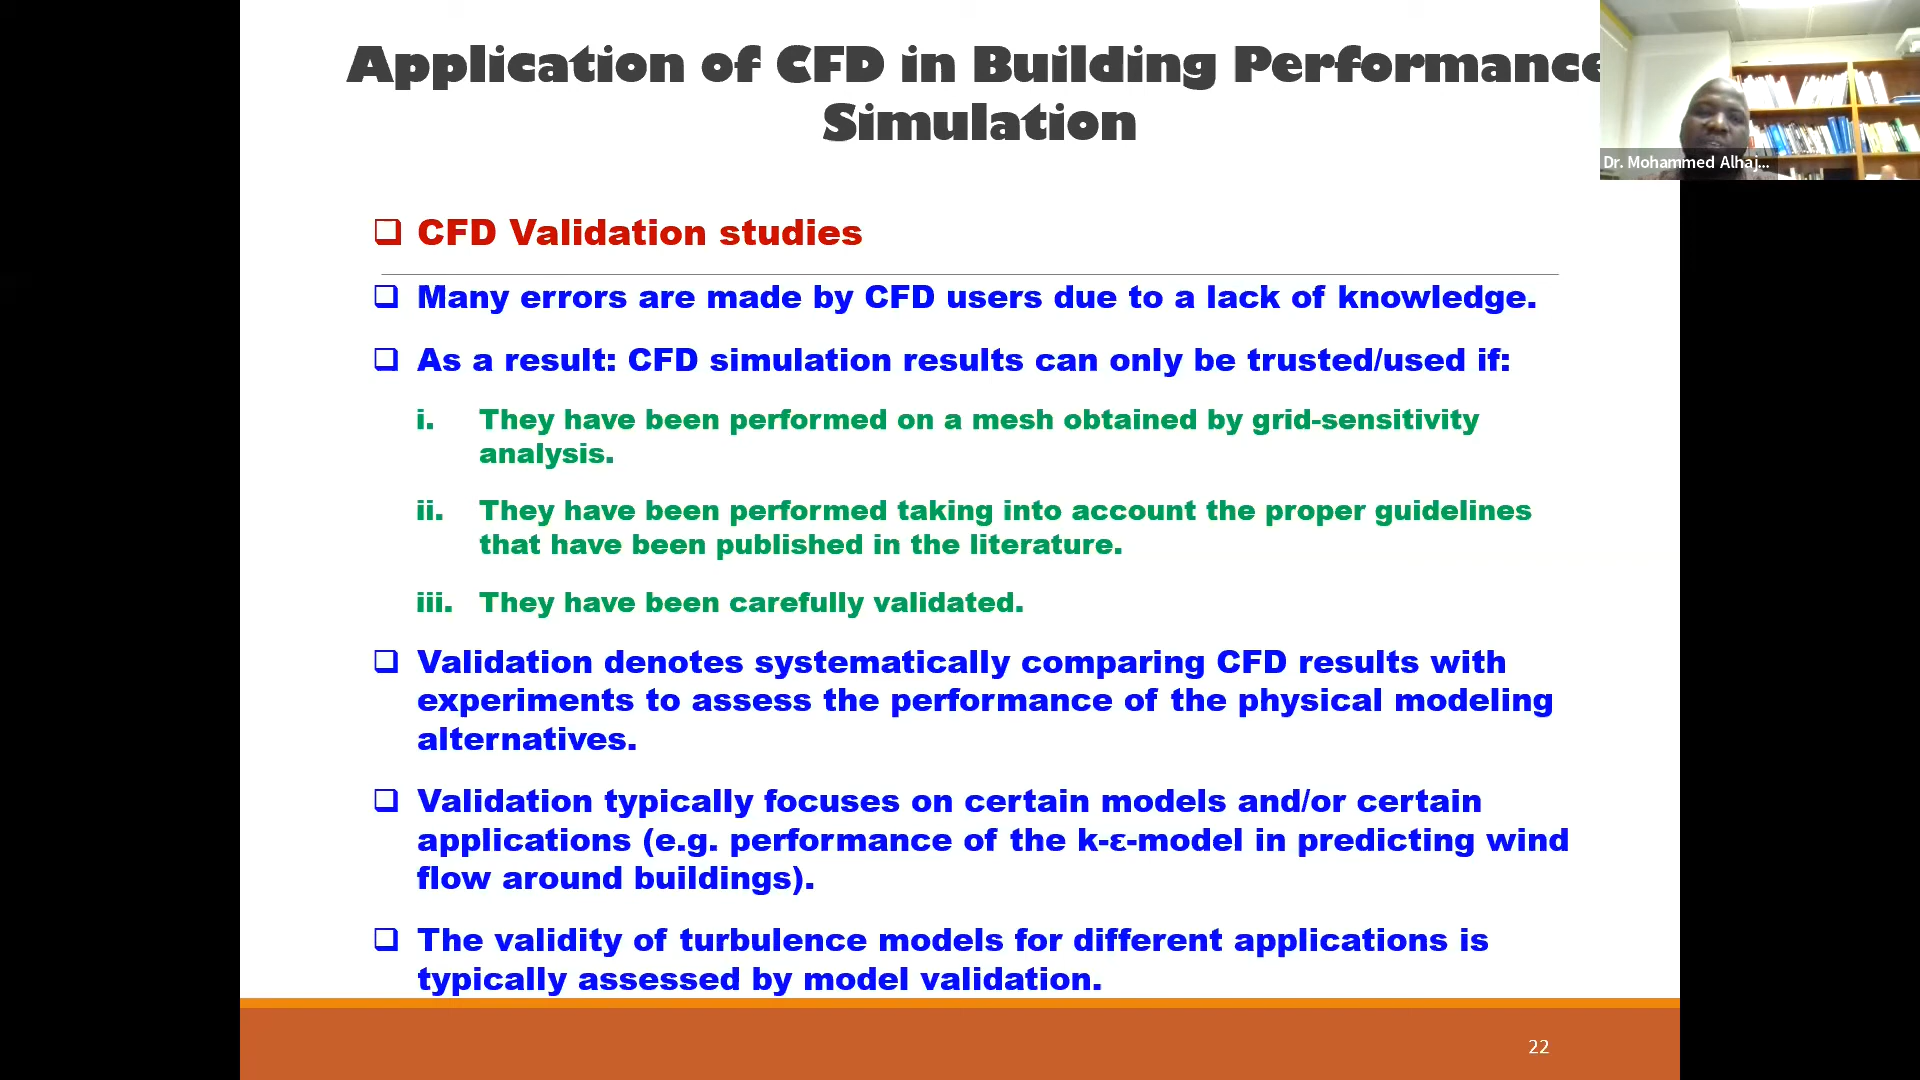 Application of CFD in Building Performance
Simulation
Dr. Mohammed Alhaj...
❑ CFD Validation studies
❑ Many errors are made by CFD users due to a lack of knowledge.
❑ As a result: CFD simulation results can only be trusted/used if:
i. They have been performed on a mesh obtained by grid-sensitivity
analysis.
ii. They have been performed taking into account the proper guidelines
that have been published in the literature.
iii. They have been carefully validated.
❑ Validation denotes systematically comparing CFD results with
experiments to assess the performance of the physical modeling
alternatives.
❑ Validation typically focuses on certain models and/or certain
applications (e.g. performance of the k-ε-model in predicting wind
flow around buildings).
❑ The validity of turbulence models for different applications is
typically assessed by model validation.
22